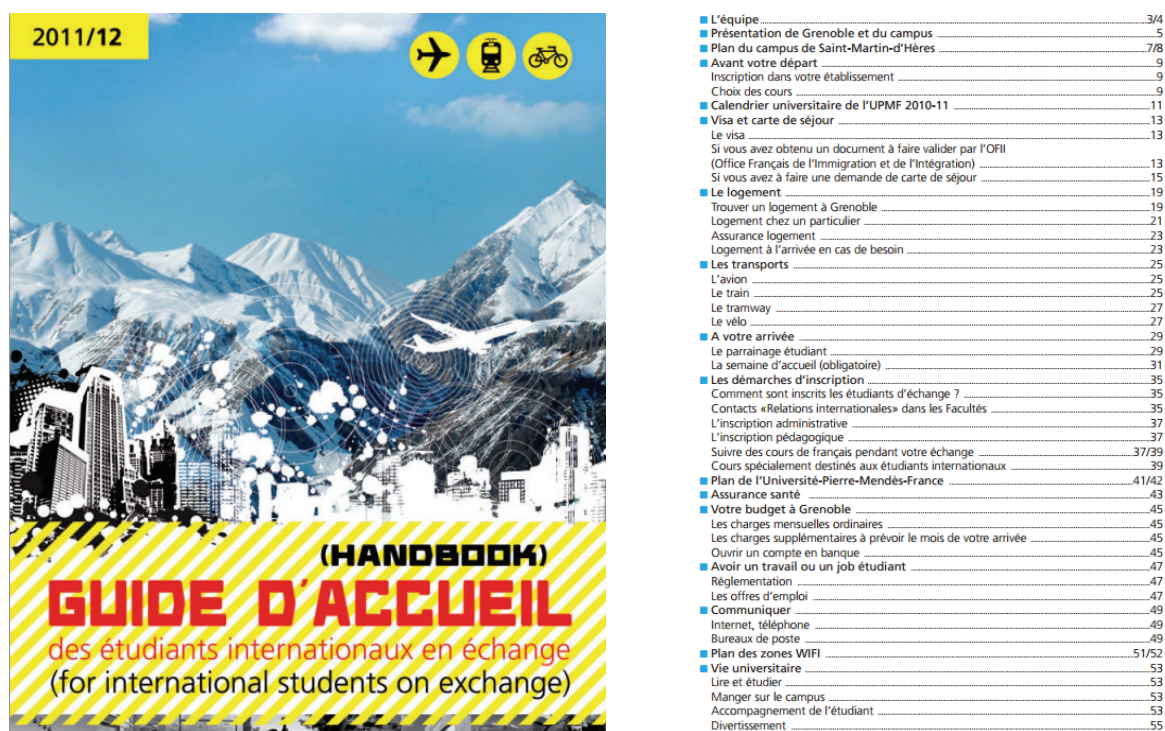 2011/12
(HANDBOOK)
GUIDE D'ACCUEIL
des étudiants internationaux en échange
(for international students on exchange)
L'équipe 3/4
Présentation de Grenoble et du campus 5
Plan du campus de Saint-Martin-d'Hères 7/8
Avant votre départ 9
Inscription dans votre établissement 9
Choix des cours 9
Calendrier universitaire de l'UPMF 2010-11 11
Visa et carte de séjour 13
Le visa 13
Si vous avez obtenu un document à faire valider par l'OFII
(Office Français de l'Immigration et de l'Intégration) 13
Si vous avez à faire une demande de carte de séjour 15
Le logement 19
Trouver un logement à Grenoble 19
Logement chez un particulier 21
Assurance logement 23
Logement à l'arrivée en cas de besoin 23
Les transports 25
L'avion 25
Le train 25
Le tramway 27
Le vélo 27
A votre arrivée 29
Le parrainage étudiant 29
La semaine d'accueil (obligatoire) 31
Les démarches d'inscription 35
Comment sont inscrits les étudiants d'échange ? 35
Contacts «Relations internationales» dans les Facultés 35
L'inscription administrative 37
L'inscription pédagogique 37
Suivre des cours de français pendant votre échange 37/39
Cours spécialement destinés aux étudiants internationaux 39
Plan de l'Université-Pierre-Mendès-France 41/42
Assurance santé 43
Votre budget à Grenoble 45
Les charges mensuelles ordinaires 45
Les charges supplémentaires à prévoir le mois de votre arrivée 45
Ouvrir un compte en banque 45
Avoir un travail ou un job étudiant 47
Réglementation 47
Les offres d'emploi 47
Communiquer 49
Internet, téléphone 49
Bureaux de poste 49
Plan des zones WIFI 51/52
Vie universitaire 53
Lire et étudier 53
Manger sur le campus 53
Accompagnement de l'étudiant 53
Divertissement 55